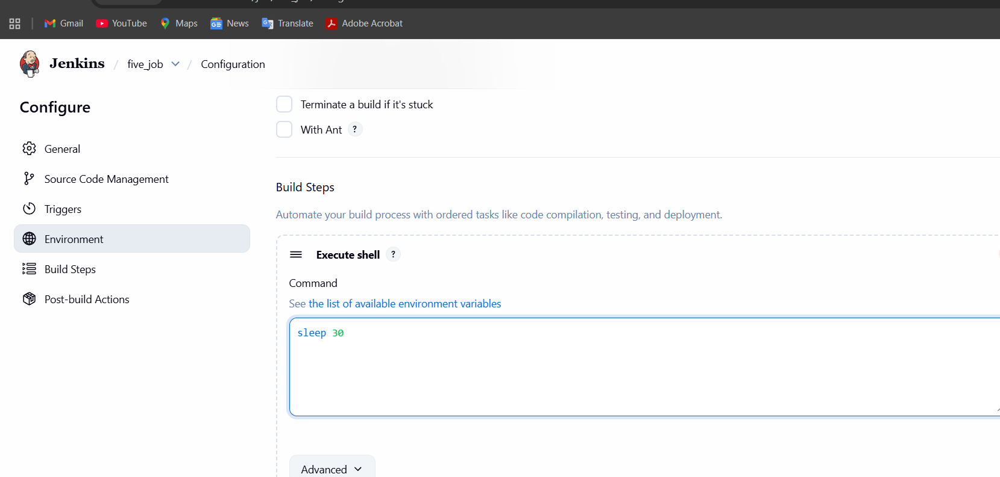 Gmail YouTube Maps News Translate Adobe Acrobat
Jenkins / five_job / Configuration
Configure
General
Source Code Management
Triggers
Environment
Build Steps
Post-build Actions
Terminate a build if it's stuck
With Ant ?
Build Steps
Automate your build process with ordered tasks like code compilation, testing, and deployment.
Execute shell ?
Command
See the list of available environment variables
sleep 30
Advanced